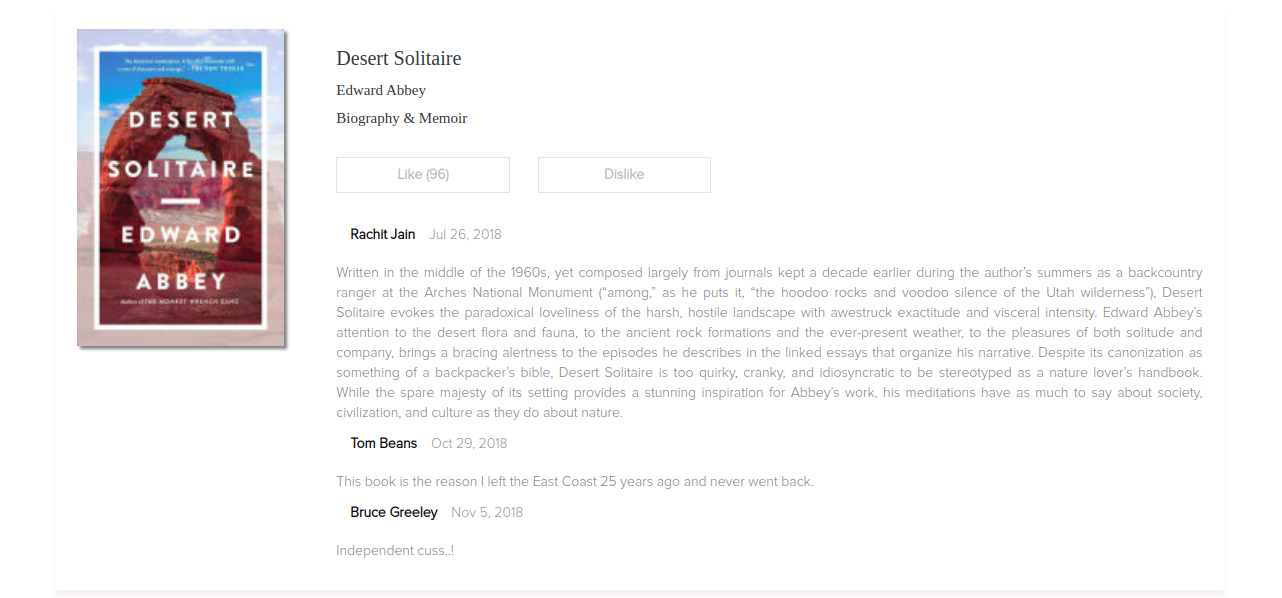 The American masterpiece. A forceful encounter with
a man of character and courage." —THE NEW YORKER
DESERT
SOLITAIRE
EDWARD
ABBEY
Author of THE MONKEY WRENCH GANG
Desert Solitaire
Edward Abbey
Biography & Memoir
Like (96)
Dislike
Rachit Jain Jul 26, 2018
Written in the middle of the 1960s, yet composed largely from journals kept a decade earlier during the author’s summers as a backcountry
ranger at the Arches National Monument (“among,” as he puts it, “the hoodoo rocks and voodoo silence of the Utah wilderness”), Desert
Solitaire evokes the paradoxical loveliness of the harsh, hostile landscape with awestruck exactitude and visceral intensity. Edward Abbey’s
attention to the desert flora and fauna, to the ancient rock formations and the ever-present weather, to the pleasures of both solitude and
company, brings a bracing alertness to the episodes he describes in the linked essays that organize his narrative. Despite its canonization as
something of a backpacker’s bible, Desert Solitaire is too quirky, cranky, and idiosyncratic to be stereotyped as a nature lover’s handbook.
While the spare majesty of its setting provides a stunning inspiration for Abbey’s work, his meditations have as much to say about society,
civilization, and culture as they do about nature.
Tom Beans Oct 29, 2018
This book is the reason I left the East Coast 25 years ago and never went back.
Bruce Greeley Nov 5, 2018
Independent cuss..!